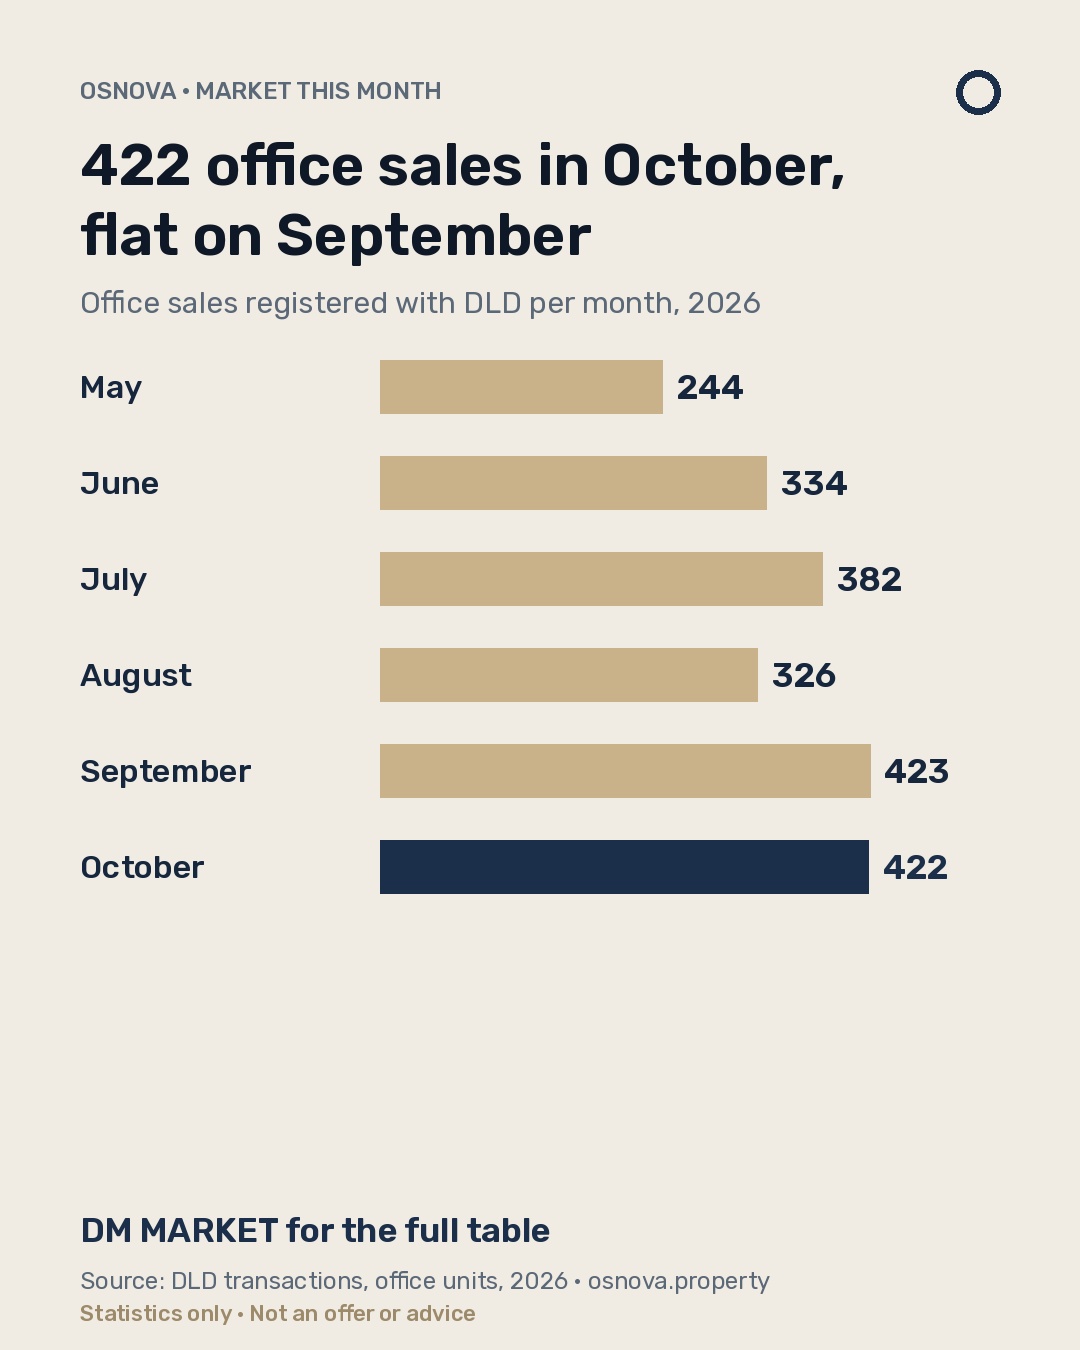 OSNOVA • MARKET THIS MONTH
422 office sales in October,
flat on September
Office sales registered with DLD per month, 2026
May 244
June 334
July 382
August 326
September 423
October 422
DM MARKET for the full table
Source: DLD transactions, office units, 2026 • osnova.property
Statistics only • Not an offer or advice